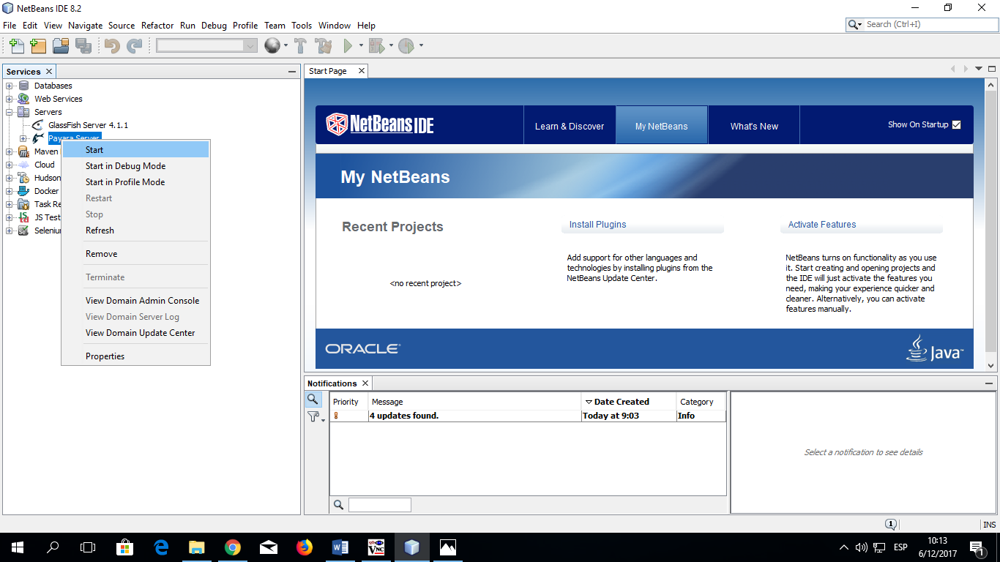 NetBeans IDE 8.2
File Edit View Navigate Source Refactor Run Debug Profile Team Tools Window Help
Search (Ctrl+I)
Services
Databases
Web Services
Servers
GlassFish Server 4.1.1
Payara Server
Maven
Cloud
Hudson
Docker
Task Re
JS Test
Seleniu
Start
Start in Debug Mode
Start in Profile Mode
Restart
Stop
Refresh
Remove
Terminate
View Domain Admin Console
View Domain Server Log
View Domain Update Center
Properties
Start Page
NetBeans IDE
Learn & Discover
My NetBeans
What's New
Show On Startup
My NetBeans
Recent Projects
<no recent project>
Install Plugins
Add support for other languages and
technologies by installing plugins from the
NetBeans Update Center.
Activate Features
NetBeans turns on functionality as you use
it. Start creating and opening projects and
the IDE will just activate the features you
need, making your experience quicker and
cleaner. Alternatively, you can activate
features manually.
ORACLE
Java
Notifications
Priority Message Date Created Category
4 updates found. Today at 9:03 Info
Select a notification to see details
1
INS
VNC
ESP
10:13
6/12/2017
1